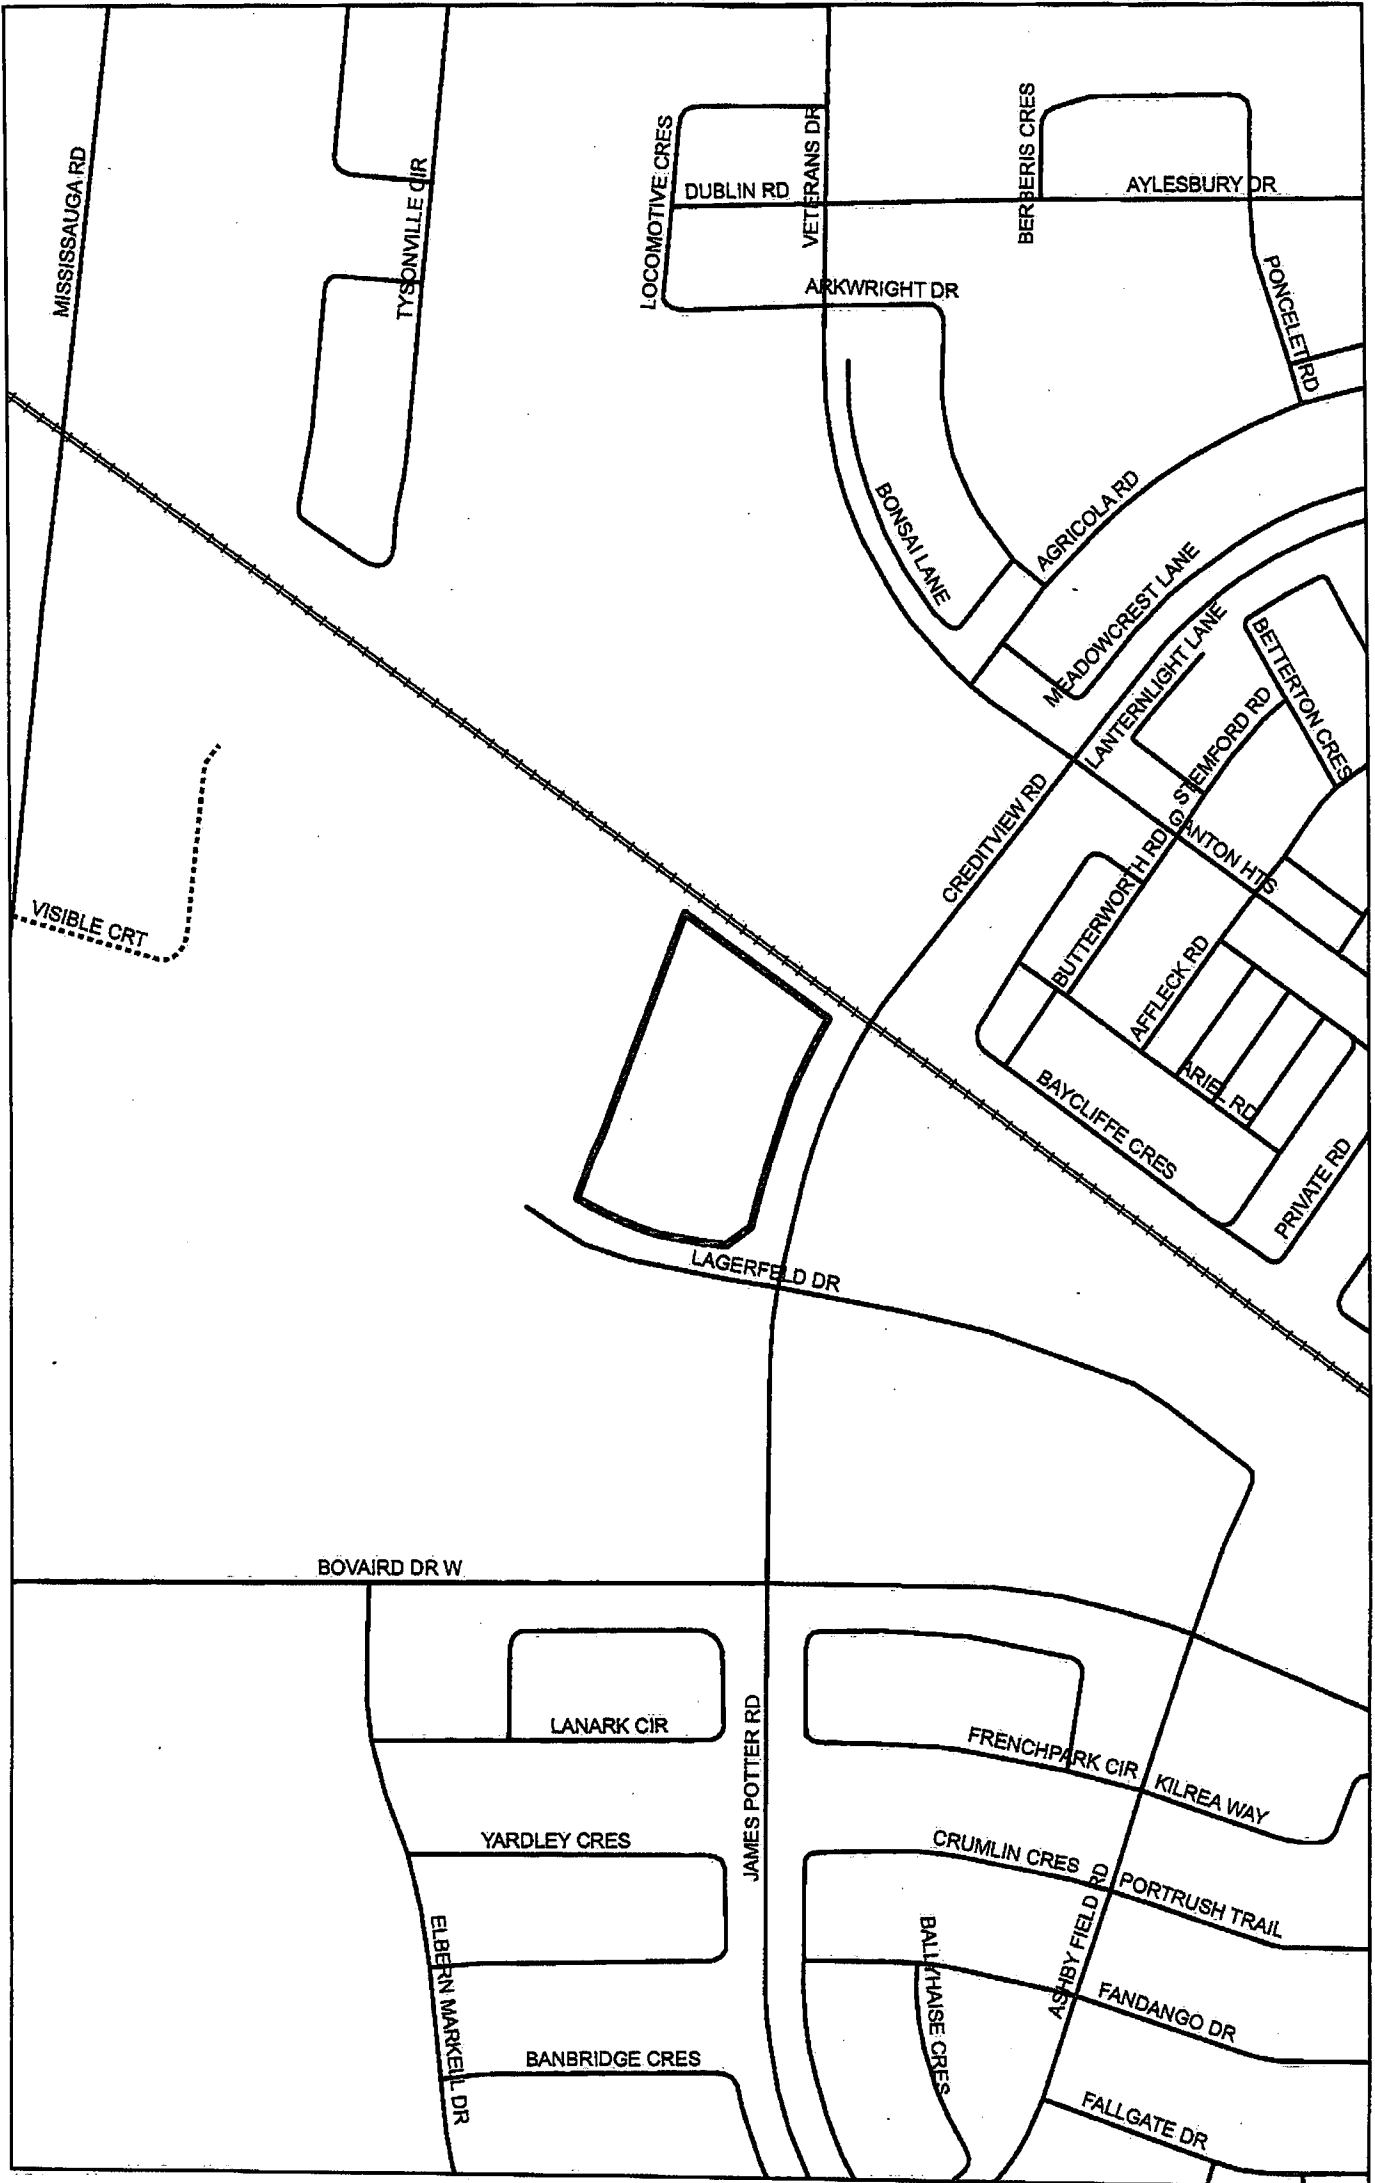 MISSISSAUGA RD
TYSONVILLE CIR
LOCOMOTIVE CRES
DUBLIN RD
VETERANS DR
BERBERIS CRES
AYLESBURY DR
ARKWRIGHT DR
PONCELET RD
BONSAI LANE
AGRICOLA RD
MEADOWCREST LANE
LANTERNLIGHT LANE
BETTERTON CRES
STEMFORD RD
CREDITVIEW RD
GANTON HTS
BUTTERWORTH RD
VISIBLE CRT
AFFLECK RD
ARIEL RD
BAYCLIFFE CRES
PRIVATE RD
LAGERFELD DR
BOVAIRD DR W
LANARK CIR
JAMES POTTER RD
FRENCHPARK CIR
KILREA WAY
YARDLEY CRES
CRUMLIN CRES
PORTRUSH TRAIL
ELBERN MARKELL DR
BALLYHAISE CRES
ASHBY FIELD RD
FANDANGO DR
BANBRIDGE CRES
FALLGATE DR